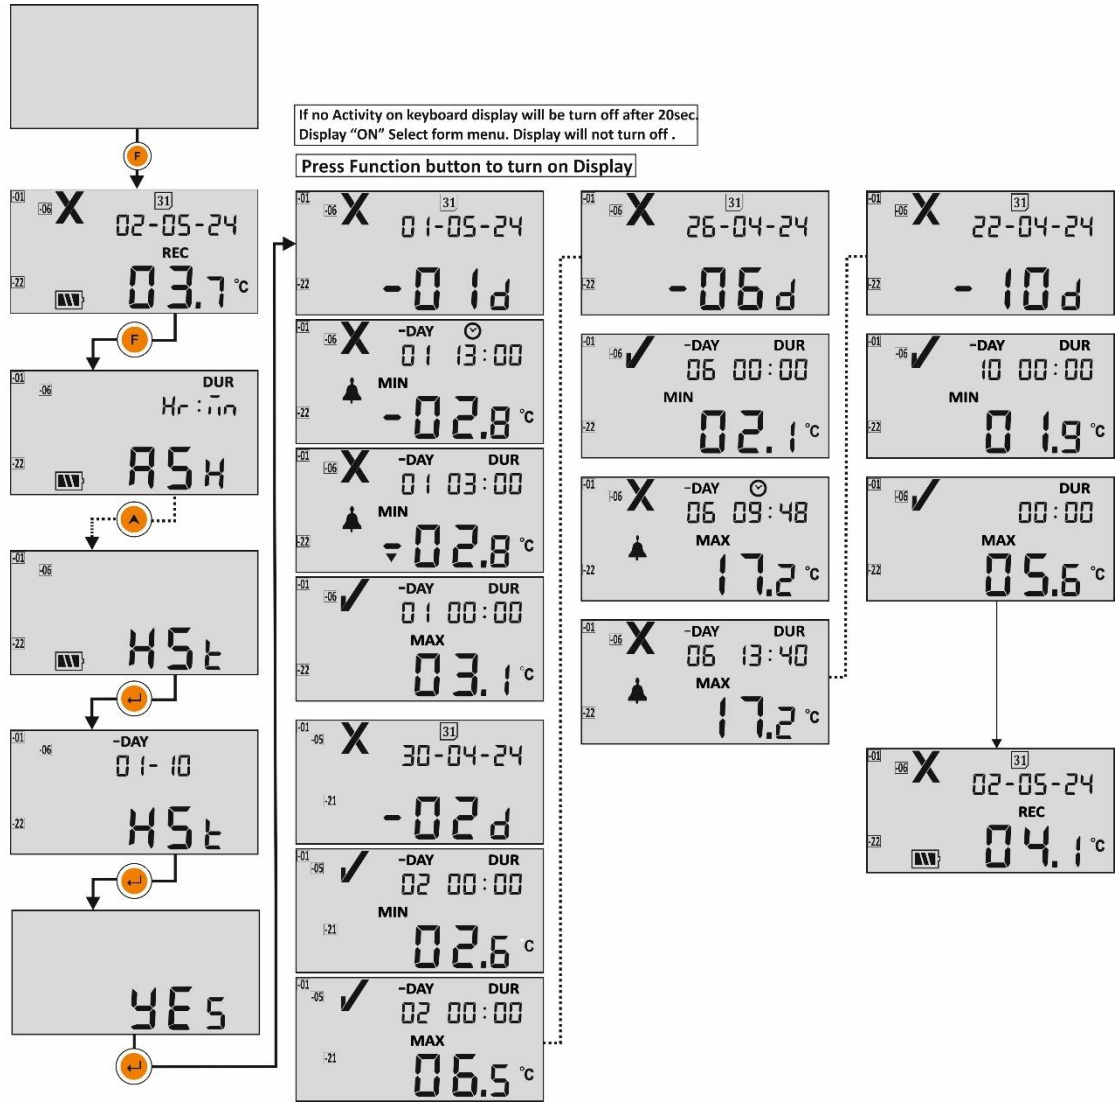 If no Activity on keyboard display will be turn off after 20sec.
Display “ON” Select form menu. Display will not turn off .
Press Function button to turn on Display
F
-01
-06
X
31
02-05-24
REC
-22
03.7 °C
F
-01
-06
DUR
Hr:
-22
ASH
-01
-06
-22
HSt
-01
-06
-DAY
01-10
-22
HSt
YES
-01
-06
X
31
01-05-24
-22
-01d
-01
-06
X
-DAY
01 13:00
MIN
-22
-02.8 °C
-01
-06
X
-DAY DUR
01 03:00
MIN
-22
-02.8 °C
-01
-06
-DAY DUR
01 00:00
MAX
-22
03.1 °C
-01
-05
X
31
30-04-24
-21
-02d
-01
-05
-DAY DUR
02 00:00
MIN
-21
02.6 °C
-01
-05
-DAY DUR
02 00:00
MAX
-21
06.5 °C
-01
-06
X
31
26-04-24
-22
-06d
-01
-06
-DAY DUR
06 00:00
MIN
-22
02.1 °C
-01
-06
X
-DAY
06 09:48
MAX
-22
17.2 °C
-01
-06
X
-DAY DUR
06 13:40
MAX
-22
17.2 °C
-01
-06
X
31
22-04-24
-22
-10d
-01
-06
-DAY DUR
10 00:00
MIN
-22
01.9 °C
-01
-06
DUR
00:00
MAX
-22
05.6 °C
-01
-06
X
31
02-05-24
REC
-22
04.1 °C